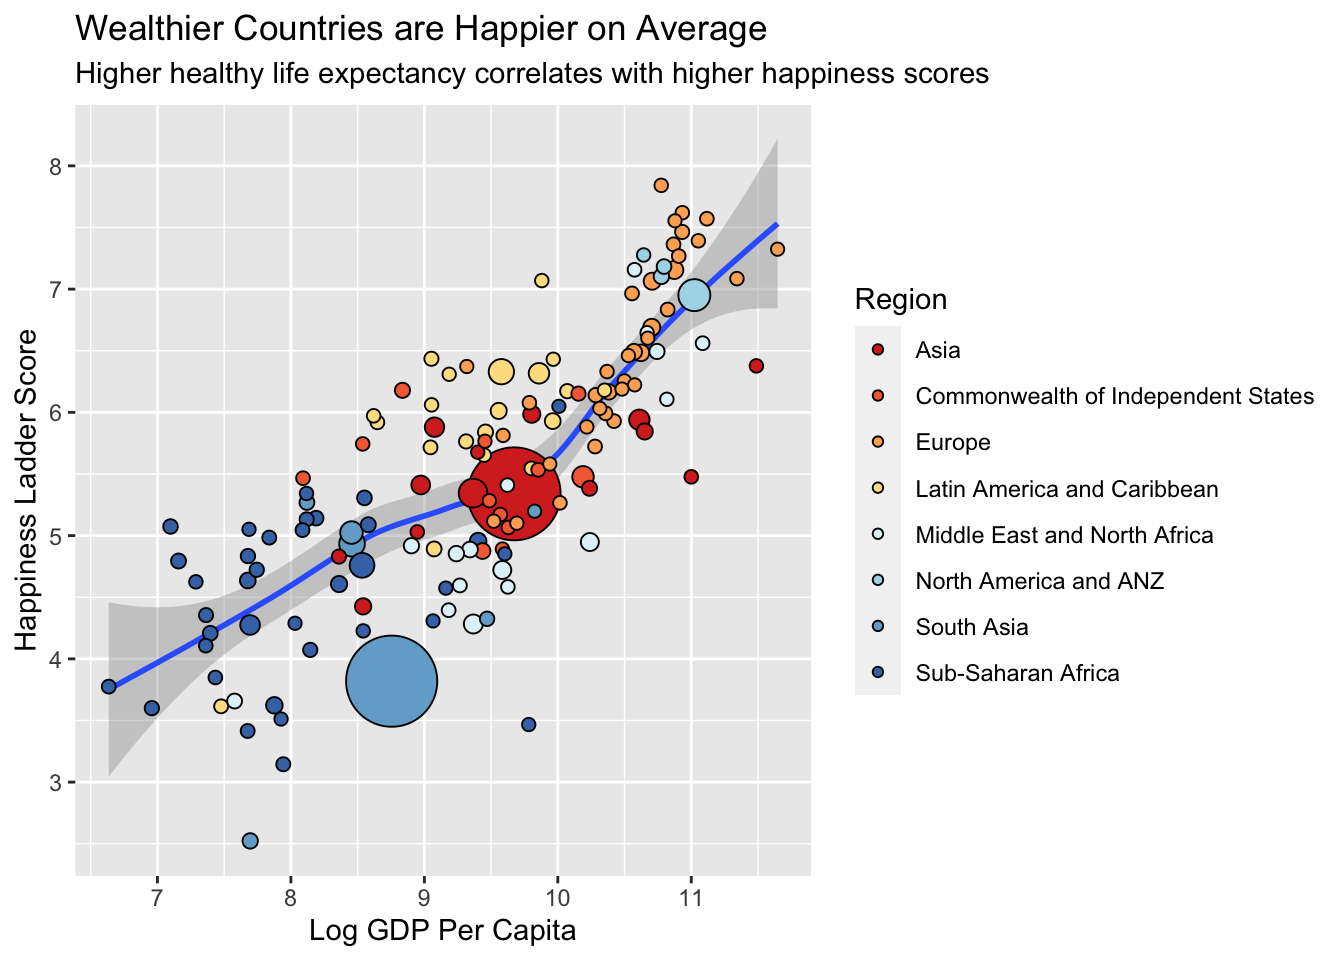 Wealthier Countries are Happier on Average
Higher healthy life expectancy correlates with higher happiness scores
Happiness Ladder Score
8
7
6
5
4
3
7
8
9
10
11
Log GDP Per Capita
Region
Asia
Commonwealth of Independent States
Europe
Latin America and Caribbean
Middle East and North Africa
North America and ANZ
South Asia
Sub-Saharan Africa